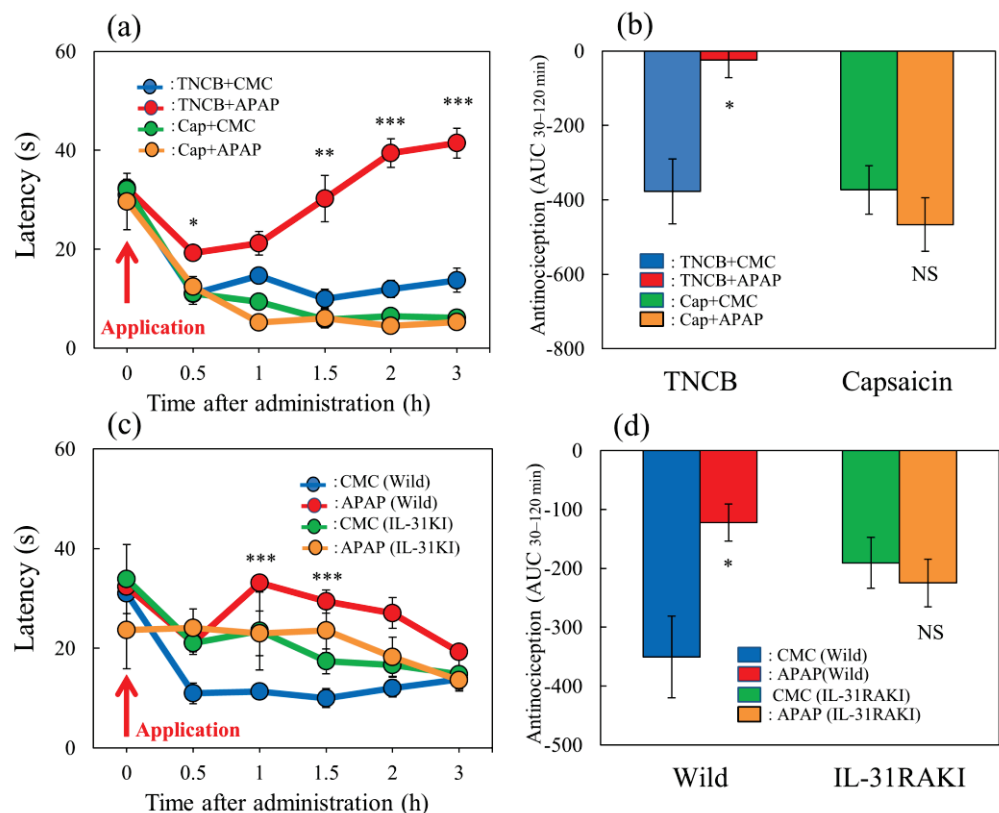 (a)
60
40
20
0
Latency (s)
: TNCB+CMC
: TNCB+APAP
: Cap+CMC
: Cap+APAP
*
**
***
***
Application
0 0.5 1 1.5 2 3
Time after administration (h)
(b)
0
-200
-400
-600
-800
Antinociception (AUC 30–120 min)
*
NS
: TNCB+CMC
: TNCB+APAP
: Cap+CMC
: Cap+APAP
TNCB Capsaicin
(c)
60
40
20
0
Latency (s)
: CMC (Wild)
: APAP (Wild)
: CMC (IL-31KI)
: APAP (IL-31KI)
***
***
Application
0 0.5 1 1.5 2 3
Time after administration (h)
(d)
0
-100
-200
-300
-400
-500
Antinociception (AUC 30–120 min)
*
NS
: CMC (Wild)
: APAP(Wild)
CMC (IL-31RAKI)
: APAP (IL-31RAKI)
Wild IL-31RAKI